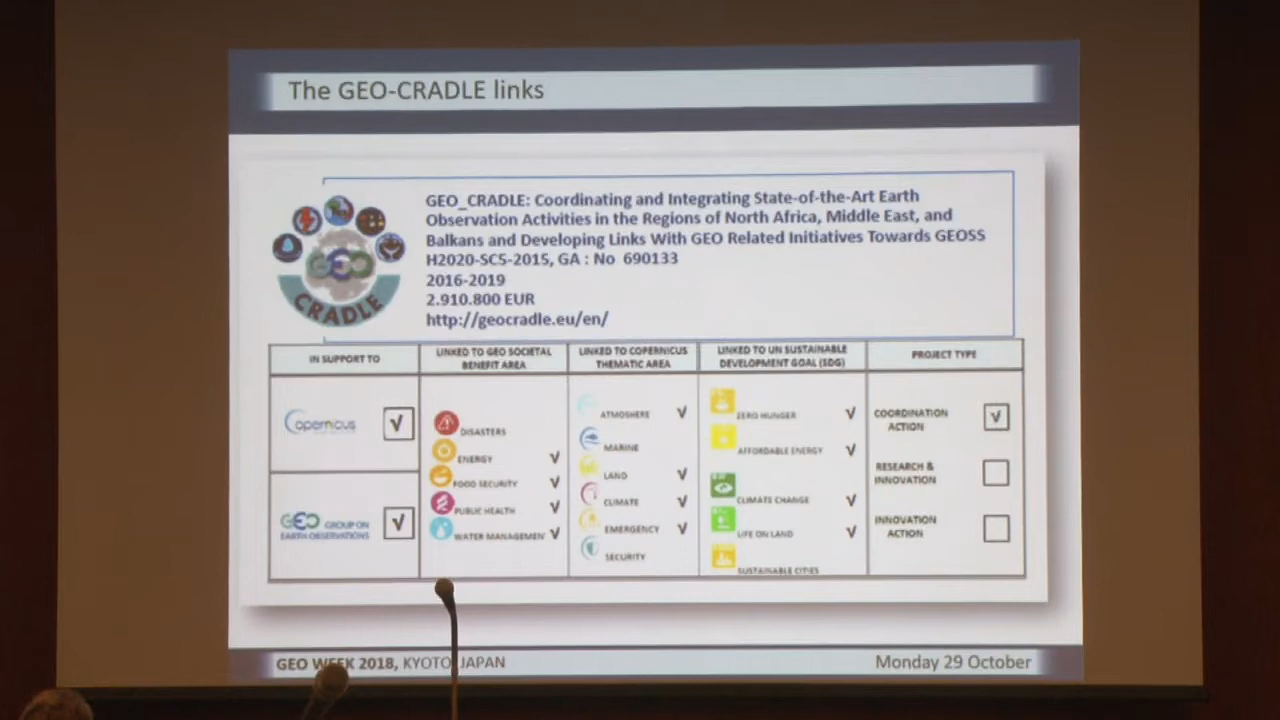 The GEO-CRADLE links
GEO_CRADLE: Coordinating and Integrating State-of-the-Art Earth
Observation Activities in the Regions of North Africa, Middle East, and
Balkans and Developing Links With GEO Related Initiatives Towards GEOSS
H2020-SC5-2015, GA : No 690133
2016-2019
2.910.800 EUR
http://geocradle.eu/en/
GEO
CRADLE
IN SUPPORT TO
LINKED TO GEO SOCIETAL
BENEFIT AREA
LINKED TO COPERNICUS
THEMATIC AREA
LINKED TO UN SUSTAINABLE
DEVELOPMENT GOAL (SDG)
PROJECT TYPE
opernicus √
GEO GROUP ON
EARTH OBSERVATIONS √
DISASTERS
ENERGY √
FOOD SECURITY √
PUBLIC HEALTH √
WATER MANAGEMENT √
ATMOSHERE √
MARINE
LAND √
CLIMATE √
EMERGENCY √
SECURITY
ZERO HUNGER √
AFFORDABLE ENERGY √
CLIMATE CHANGE √
LIFE ON LAND √
SUSTAINABLE CITIES
COORDINATION
ACTION √
RESEARCH &
INNOVATION
INNOVATION
ACTION
GEO WEEK 2018, KYOTO, JAPAN
Monday 29 October